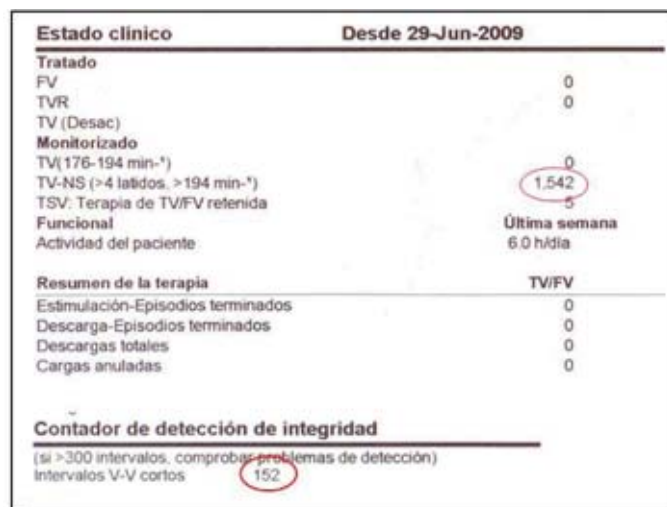 Estado clínico Desde 29-Jun-2009
Tratado
FV 0
TVR 0
TV (Desac)
Monitorizado
TV(176-194 min-*) 0
TV-NS (>4 latidos, >194 min-*) 1,542
TSV: Terapia de TV/FV retenida 5
Funcional Última semana
Actividad del paciente 6.0 h/día
Resumen de la terapia TV/FV
Estimulación-Episodios terminados 0
Descarga-Episodios terminados 0
Descargas totales 0
Cargas anuladas 0
Contador de detección de integridad
(si >300 intervalos, comprobar problemas de detección)
Intervalos V-V cortos 152